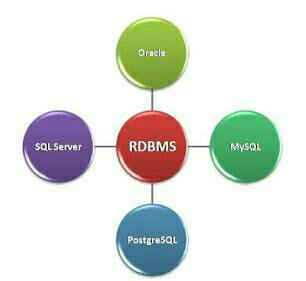 Oracle
SQL Server
RDBMS
MySQL
PostgreSQL